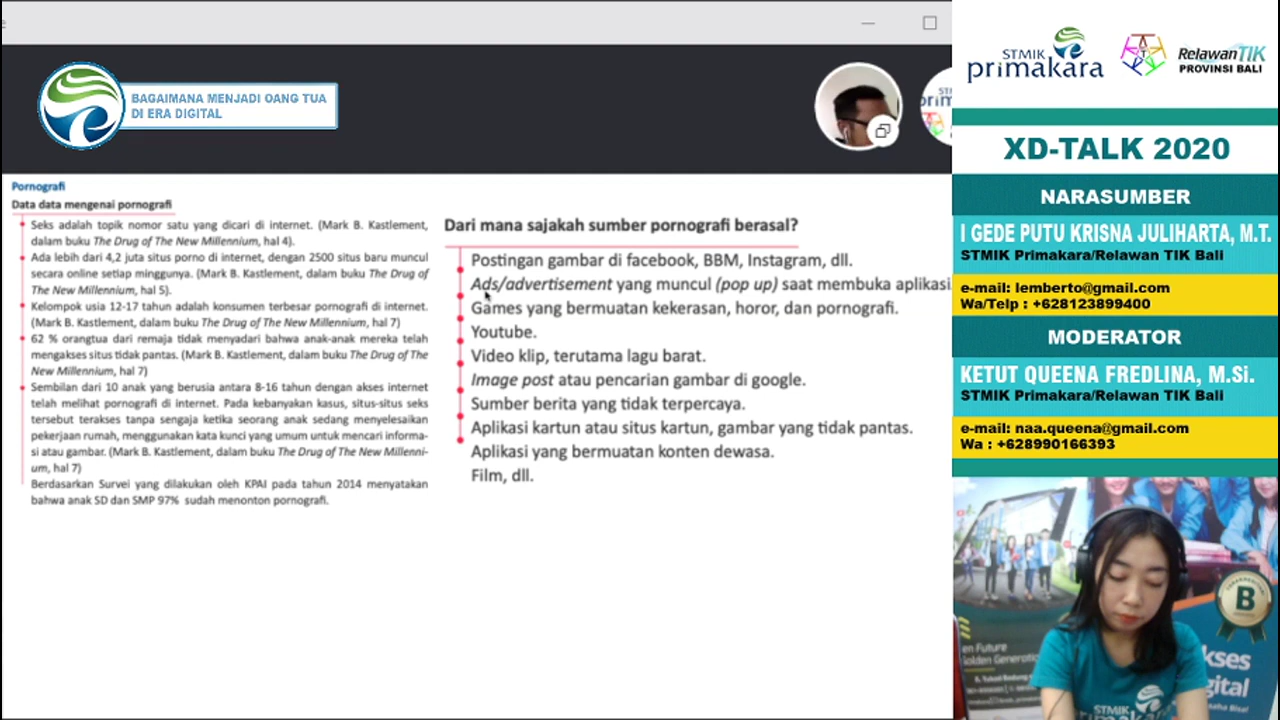 BAGAIMANA MENJADI OANG TUA
DI ERA DIGITAL
Pornografi
Data data mengenai pornografi
Seks adalah topik nomor satu yang dicari di internet. (Mark B. Kastlement,
dalam buku The Drug of The New Millennium, hal 4).
Ada lebih dari 4,2 juta situs porno di internet, dengan 2500 situs baru muncul
secara online setiap minggunya. (Mark B. Kastlement, dalam buku The Drug of
The New Millennium, hal 5).
Kelompok usia 12-17 tahun adalah konsumen terbesar pornografi di internet.
(Mark B. Kastlement, dalam buku The Drug of The New Millennium, hal 7)
62 % orangtua dari remaja tidak menyadari bahwa anak-anak mereka telah
mengakses situs tidak pantas. (Mark B. Kastlement, dalam buku The Drug of The
New Millennium, hal 7)
Sembilan dari 10 anak yang berusia antara 8-16 tahun dengan akses internet
telah melihat pornografi di internet. Pada kebanyakan kasus, situs-situs seks
tersebut terakses tanpa sengaja ketika seorang anak sedang menyelesaikan
pekerjaan rumah, menggunakan kata kunci yang umum untuk mencari informa-
si atau gambar. (Mark B. Kastlement, dalam buku The Drug of The New Millenni-
um, hal 7)
Berdasarkan Survei yang dilakukan oleh KPAI pada tahun 2014 menyatakan
bahwa anak SD dan SMP 97% sudah menonton pornografi.
Dari mana sajakah sumber pornografi berasal?
Postingan gambar di facebook, BBM, Instagram, dll.
Ads/advertisement yang muncul (pop up) saat membuka aplikasi
Games yang bermuatan kekerasan, horor, dan pornografi.
Youtube.
Video klip, terutama lagu barat.
Image post atau pencarian gambar di google.
Sumber berita yang tidak terpercaya.
Aplikasi kartun atau situs kartun, gambar yang tidak pantas.
Aplikasi yang bermuatan konten dewasa.
Film, dll.
STMIK
primakara
RelawanTIK
PROVINSI BALI
XD-TALK 2020
NARASUMBER
I GEDE PUTU KRISNA JULIHARTA, M.T.
STMIK Primakara/Relawan TIK Bali
e-mail: lemberto@gmail.com
Wa/Telp : +628123899400
MODERATOR
KETUT QUEENA FREDLINA, M.Si.
STMIK Primakara/Relawan TIK Bali
e-mail: naa.queena@gmail.com
Wa : +628990166393
B
en Future
olden Generatio
kses
gital
STMIK
primakara